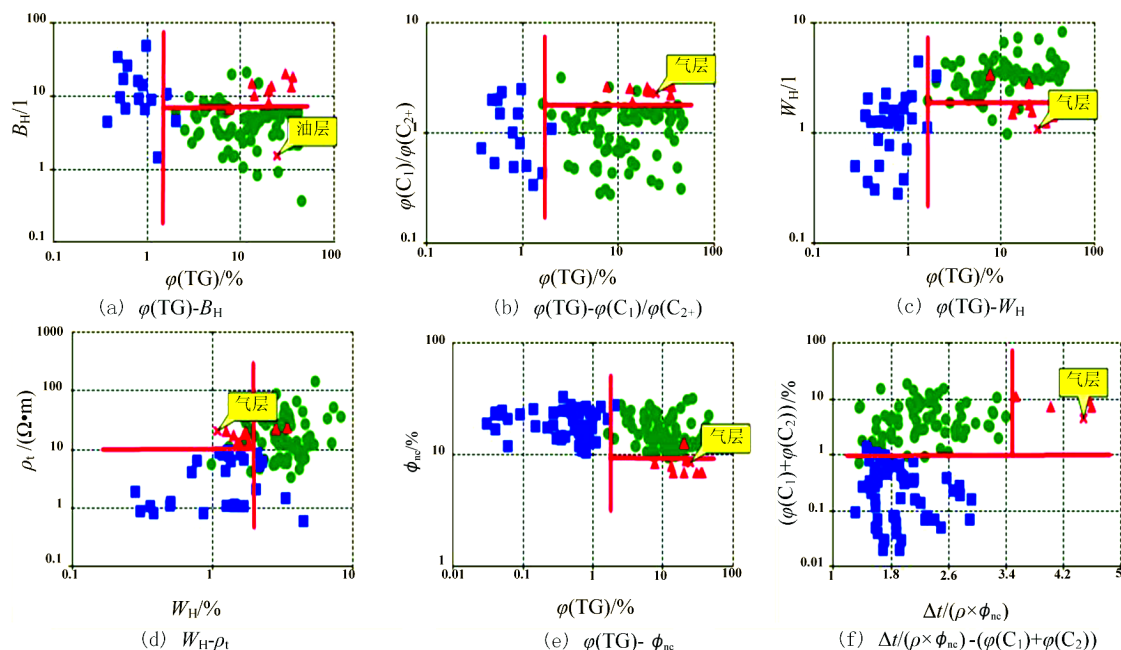 100
10
1
0.1
0.1
1
10
100
B_H/1
油层
φ(TG)/%
(a) φ(TG)-B_H
100
10
1
0.1
0.1
1
10
100
φ(C₁)/φ(C₂₊)
气层
φ(TG)/%
(b) φ(TG)-φ(C₁)/φ(C₂₊)
10
1
0.1
0.1
1
10
100
W_H/1
气层
φ(TG)/%
(c) φ(TG)-W_H
1000
100
10
1
0.1
0.1
1
10
ρₜ/(Ω•m)
气层
W_H/%
(d) W_H-ρₜ
100
10
1
0.01
0.1
1
10
100
ϕ_nc/%
气层
φ(TG)/%
(e) φ(TG)- ϕ_nc
100
10
1
0.1
0.01
1
1.8
2.6
3.4
4.2
5
(φ(C₁)+φ(C₂))/%
气层
Δt/(ρ×ϕ_nc)
(f) Δt/(ρ×ϕ_nc)-(φ(C₁)+φ(C₂))